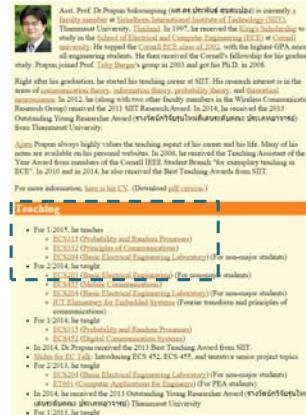 Asst. Prof. Dr.Prapun Suksompong (ผศ.ดร.ประพันธ์ สุขสมปอง) is currently a
faculty member at Sirindhorn International Institute of Technology (SIIT),
Thammasat University, Thailand. In 1997, he received the King's Scholarship to
study in the School of Electrical and Computer Engineering (ECE) at Cornell
university. He topped the Cornell ECE class of 2002, with the highest GPA among
all engineering students. He then received the Cornell's fellowship for his graduate
study. Prapun joined Prof. Toby Berger's group in 2003 and got his Ph.D. in 2008.
Right after his graduation, he started his teaching career at SIIT. His research interest is in the
areas of communication theory, information theory, probability theory, and theoretical
neuroscience. In 2012, he (along with two other faculty members in the Wireless Communication
Research Group) received the 2011 SIIT Research Award. In 2014, he received the 2013
Outstanding Young Researcher Award
from Thammasat University.
Ajarn Prapun always highly values the teaching aspect of his career and his life. Many of his
notes are available on his personal websites. In 2006, he received the Teaching Assistant of the
Year Award from members of the Cornell IEEE Student Branch "for exemplary teaching in
ECE". In 2010 and in 2014, he also received the Best Teaching Awards from SIIT.
For more information, here is his CV. (Download pdf version.)
Teaching
For 1/2015, he teaches
ECS315 (Probability and Random Processes)
ECS332 (Principles of Communications)
ECS204 (Basic Electrical Engineering Laboratory) (For non-major students)
For 2/2014, he taught
ECS204 (Basic Electrical Engineering) (For non-major students)
ECS455 (Mobile Communications)
ECS204 (Basic Electrical Engineering Laboratory) (For non-major students)
ICT Elementary for Embedded Systems (Fourier transform and principles of
communications)
For 1/2014, he taught
ECS315 (Probability and Random Processes)
ECS452 (Digital Communication Systems)
In 2014, Dr.Prapun received the 2013 Best Teaching Award from SIIT.
Slides for EC Talk: Introducing ECS 452, ECS 455, and tentative senior project topics
For 2/2013, he taught
ECS204 (Basic Electrical Engineering Laboratory) (For non-major students)
ET601 (Computer Applications for Engineers) (For PEA students)
In 2014, he received the 2013 Outstanding Young Researcher Award
Thammasat University
For 1/2013, he taught